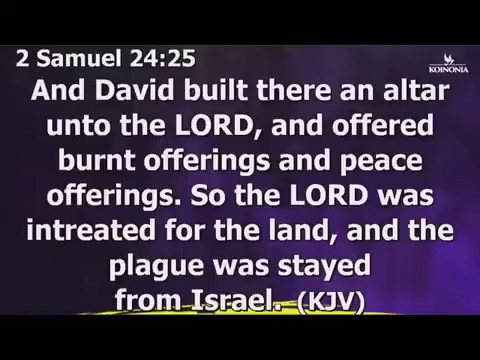 2 Samuel 24:25
KOINONIA
And David built there an altar
unto the LORD, and offered
burnt offerings and peace
offerings. So the LORD was
intreated for the land, and the
plague was stayed
from Israel. (KJV)